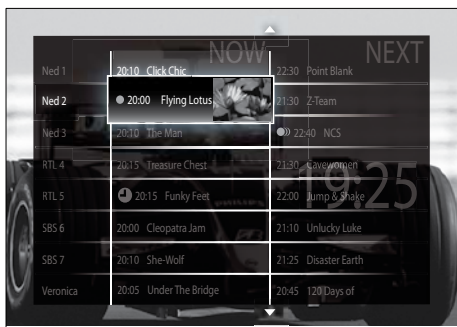 NOW NEXT
Ned 1 20:10 Click Chic 22:30 Point Blank
Ned 2 20:00 Flying Lotus 21:30 Z-Team
Ned 3 20:10 The Man 22:40 NCS
RTL 4 20:15 Treasure Chest 21:30 Cavewomen
19:25
RTL 5 20:15 Funky Feet 22:00 Jump & Shake
PHILIPS
SBS 6 20:00 Cleopatra Jam 21:10 Unlucky Luke
SBS 7 20:10 She-Wolf 21:25 Disaster Earth
Veronica 20:05 Under The Bridge 20:45 120 Days of